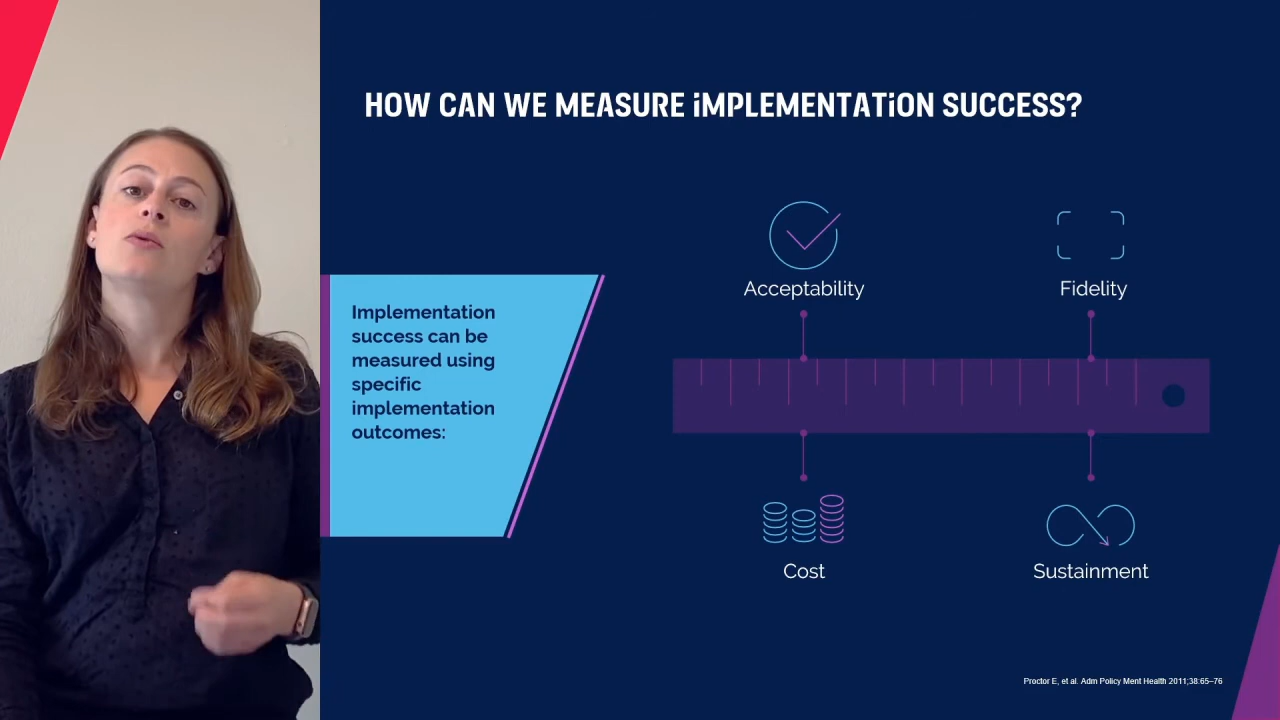 HOW CAN WE MEASURE iMPLEMENTATiON SUCCESS?
Acceptability
Fidelity
Implementation
success can be
measured using
specific
implementation
outcomes:
Cost
Sustainment
Proctor E, et al. Adm Policy Ment Health 2011;38:65–76